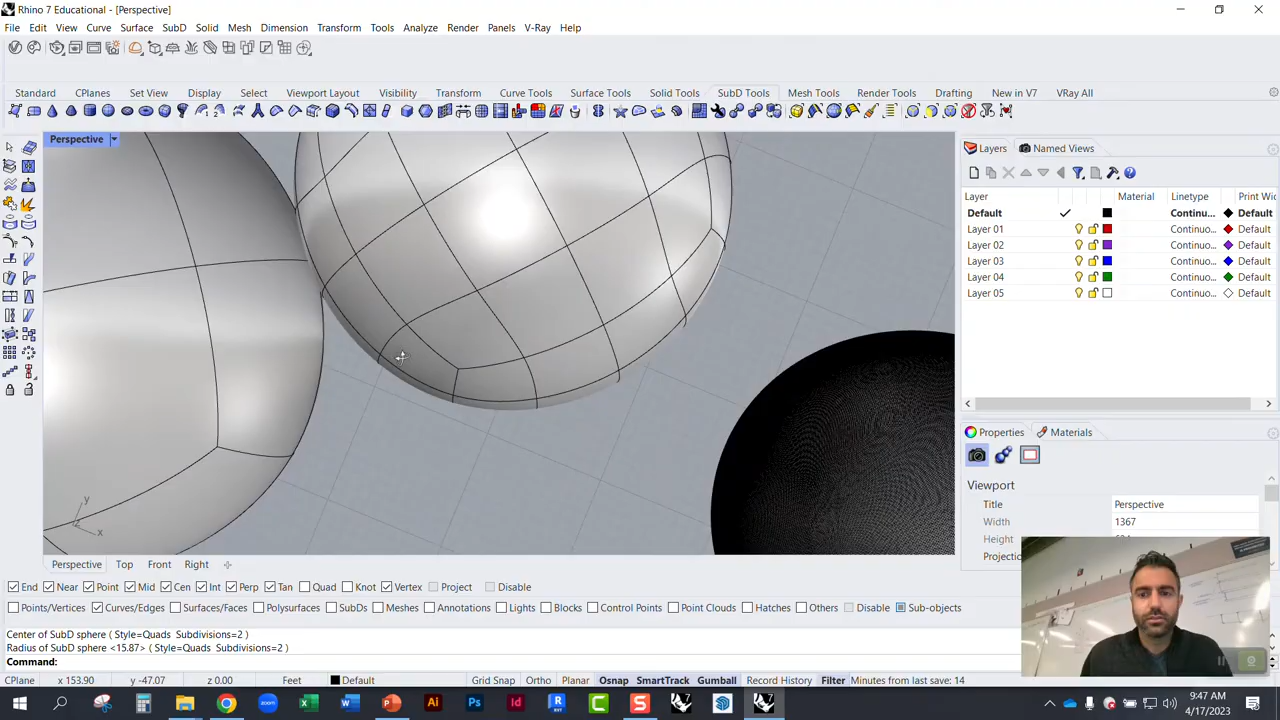 Rhino 7 Educational - [Perspective]
File Edit View Curve Surface Solid Mesh Dimension Transform Tools Analyze Render Panels V-Ray Help
Standard CPlanes Set View Display Select Viewport Layout Visibility Transform Curve Tools Surface Tools Solid Tools SubD Tools Mesh Tools Render Tools Drafting New in V7 VRay All
Perspective
Layers Named Views
Layer Material Linetype Print Wi
Default Continu... Default
Layer 01 Continuo... Default
Layer 02 Continuo... Default
Layer 03 Continuo... Default
Layer 04 Continuo... Default
Layer 05 Continuo... Default
Properties Materials
Viewport
Title Perspective
Width 1367
Height
Projectio
y
x
Perspective Top Front Right
End Near Point Mid Cen Int Perp Tan Quad Knot Vertex Project Disable
Points/Vertices Curves/Edges Surfaces/Faces Polysurfaces SubDs Meshes Annotations Lights Blocks Control Points Point Clouds Hatches Others Disable Sub-objects
Center of SubD sphere ( Style=Quads Subdivisions=2 )
Radius of SubD sphere <15.87> ( Style=Quads Subdivisions=2 )
Command:
CPlane x 153.90 y -47.07 z 0.00 Feet Default Grid Snap Ortho Planar Osnap SmartTrack Gumball Record History Filter Minutes from last save: 14
9:47 AM
4/17/2023